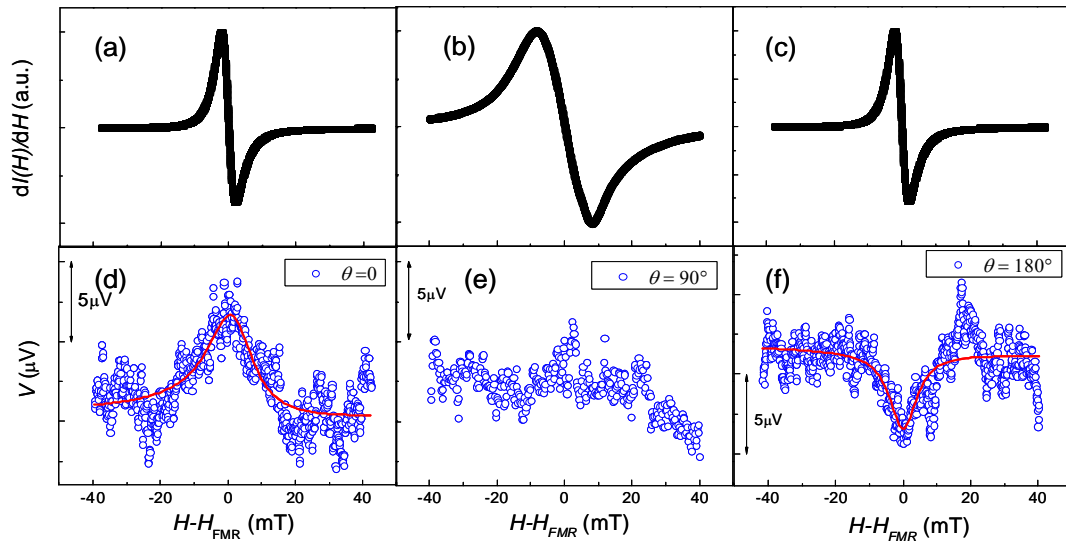 (a)
(b)
(c)
dI(H)/dH (a.u.)
(d)
θ=0
5μV
(e)
θ = 90°
5μV
(f)
θ = 180°
5μV
V (μV)
-40 -20 0 20 40
-40 -20 0 20 40
-40 -20 0 20 40
H-H_FMR (mT)
H-H_FMR (mT)
H-H_FMR (mT)